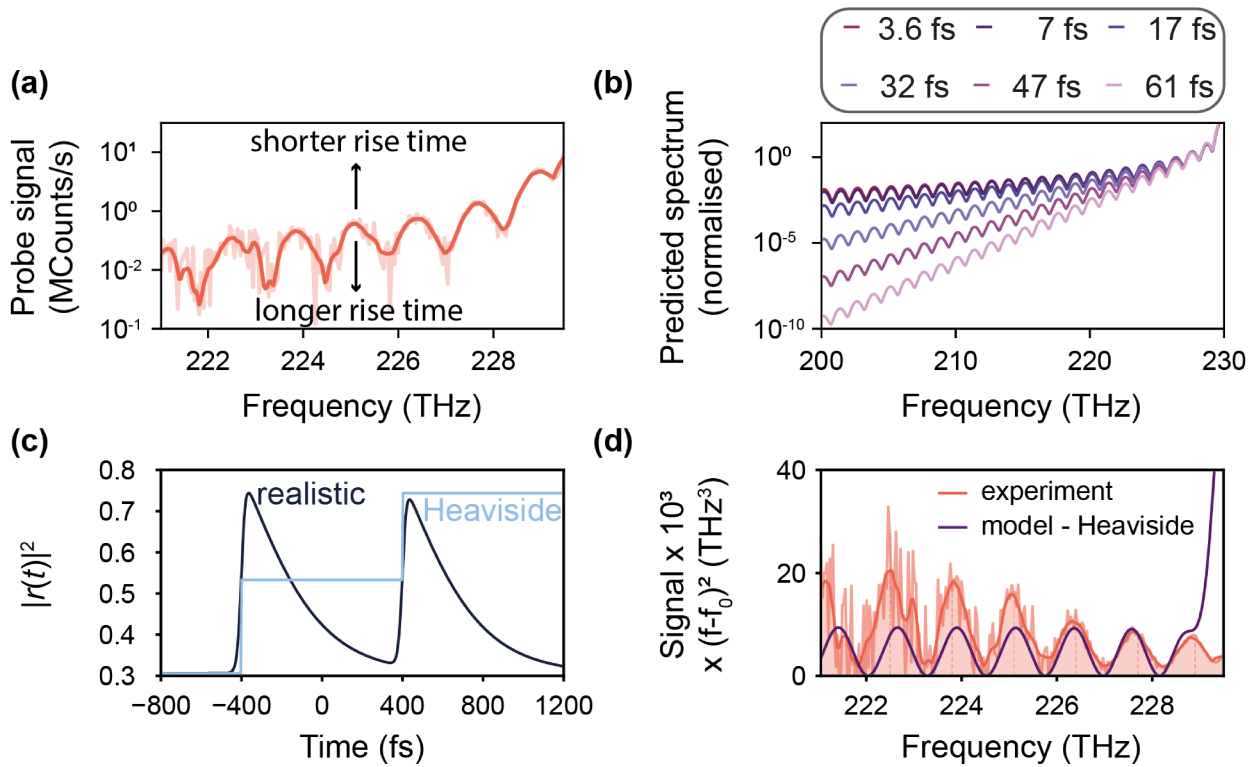 3.6 fs 7 fs 17 fs
32 fs 47 fs 61 fs
(a)
Probe signal
(MCounts/s)
10¹
10⁰
10⁻²
10⁻¹
shorter rise time
longer rise time
222 224 226 228
Frequency (THz)
(b)
Predicted spectrum
(normalised)
10⁰
10⁻⁵
10⁻¹⁰
200 210 220 230
Frequency (THz)
(c)
|r(t)|²
0.8
0.7
0.6
0.5
0.4
0.3
realistic
Heaviside
−800 −400 0 400 800 1200
Time (fs)
(d)
Signal x 10³
x (f-f₀)² (THz³)
40
20
0
experiment
model - Heaviside
222 224 226 228
Frequency (THz)